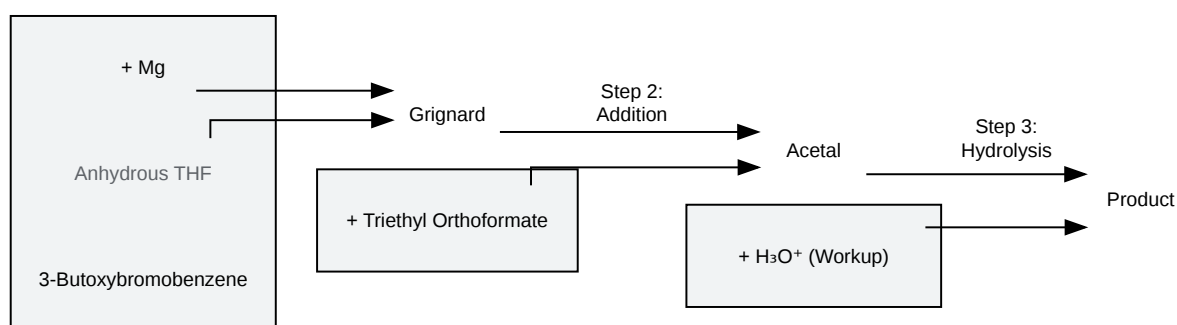 + Mg
Anhydrous THF
3-Butoxybromobenzene
Grignard
Step 2:
Addition
+ Triethyl Orthoformate
Acetal
Step 3:
Hydrolysis
+ H₃O⁺ (Workup)
Product